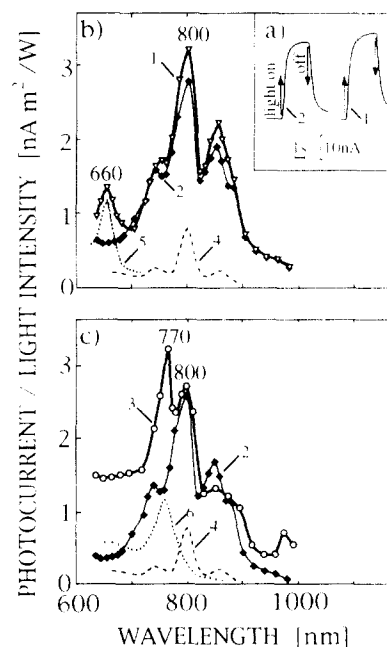 PHOTOCURRENT / LIGHT INTENSITY [nA m² /W]
b)
800
3
1
2
660
1
2
5
4
0
a)
light on
off
2
1
1s
10nA
c)
770
3
800
3
2
2
1
6
4
0
600
800
1000
WAVELENGTH [nm]